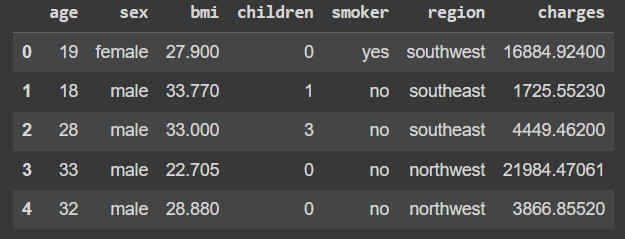 age sex bmi children smoker region charges
0 19 female 27.900 0 yes southwest 16884.92400
1 18 male 33.770 1 no southeast 1725.55230
2 28 male 33.000 3 no southeast 4449.46200
3 33 male 22.705 0 no northwest 21984.47061
4 32 male 28.880 0 no northwest 3866.85520